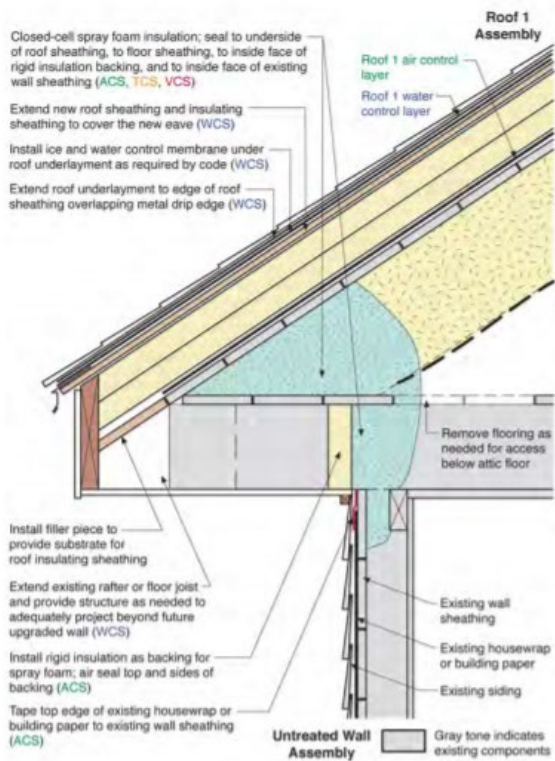 Roof 1
Assembly
Closed-cell spray foam insulation; seal to underside
of roof sheathing, to floor sheathing, to inside face of
rigid insulation backing, and to inside face of existing
wall sheathing (ACS, TCS, VCS)
Extend new roof sheathing and insulating
sheathing to cover the new eave (WCS)
Install ice and water control membrane under
roof underlayment as required by code (WCS)
Extend roof underlayment to edge of roof
sheathing overlapping metal drip edge (WCS)
Roof 1 air control
layer
Roof 1 water
control layer
Remove flooring as
needed for access
below attic floor
Install filler piece to
provide substrate for
roof insulating sheathing
Extend existing rafter or floor joist
and provide structure as needed to
adequately project beyond future
upgraded wall (WCS)
Install rigid insulation as backing for
spray foam; air seal top and sides of
backing (ACS)
Tape top edge of existing housewrap or
building paper to existing wall sheathing
(ACS)
Existing wall
sheathing
Existing housewrap
or building paper
Existing siding
Untreated Wall
Assembly
Gray tone indicates
existing components